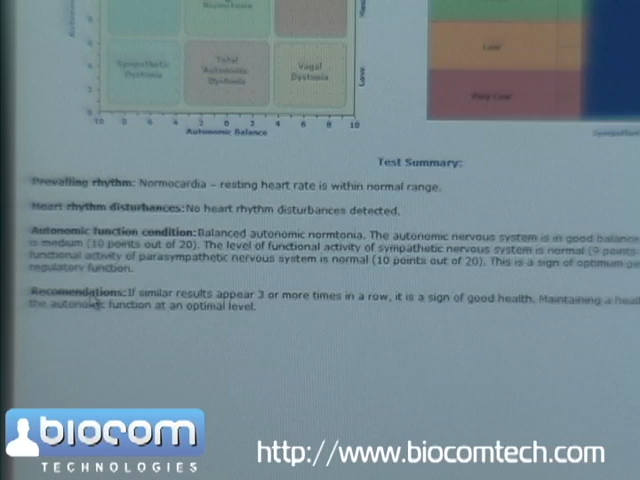 Normotonia
Sympathetic Dystonia
Total Autonomic Dystonia
Vagal Dystonia
10 8 6 4 2 0 2 4 6 8 10
Autonomic Balance
Low
Very Low
Test Summary:
Prevailing rhythm: Normocardia – resting heart rate is within normal range.
Heart rhythm disturbances: No heart rhythm disturbances detected.
Autonomic function condition: Balanced autonomic normtonia. The autonomic nervous system is in good balance
is medium (10 points out of 20). The level of functional activity of sympathetic nervous system is normal (9 points
functional activity of parasympathetic nervous system is normal (10 points out of 20). This is a sign of optimum
regulatory function.
Recomendations: If similar results appear 3 or more times in a row, it is a sign of good health. Maintaining a
the autonomic function at an optimal level.
biocom
TECHNOLOGIES
http://www.biocomtech.com